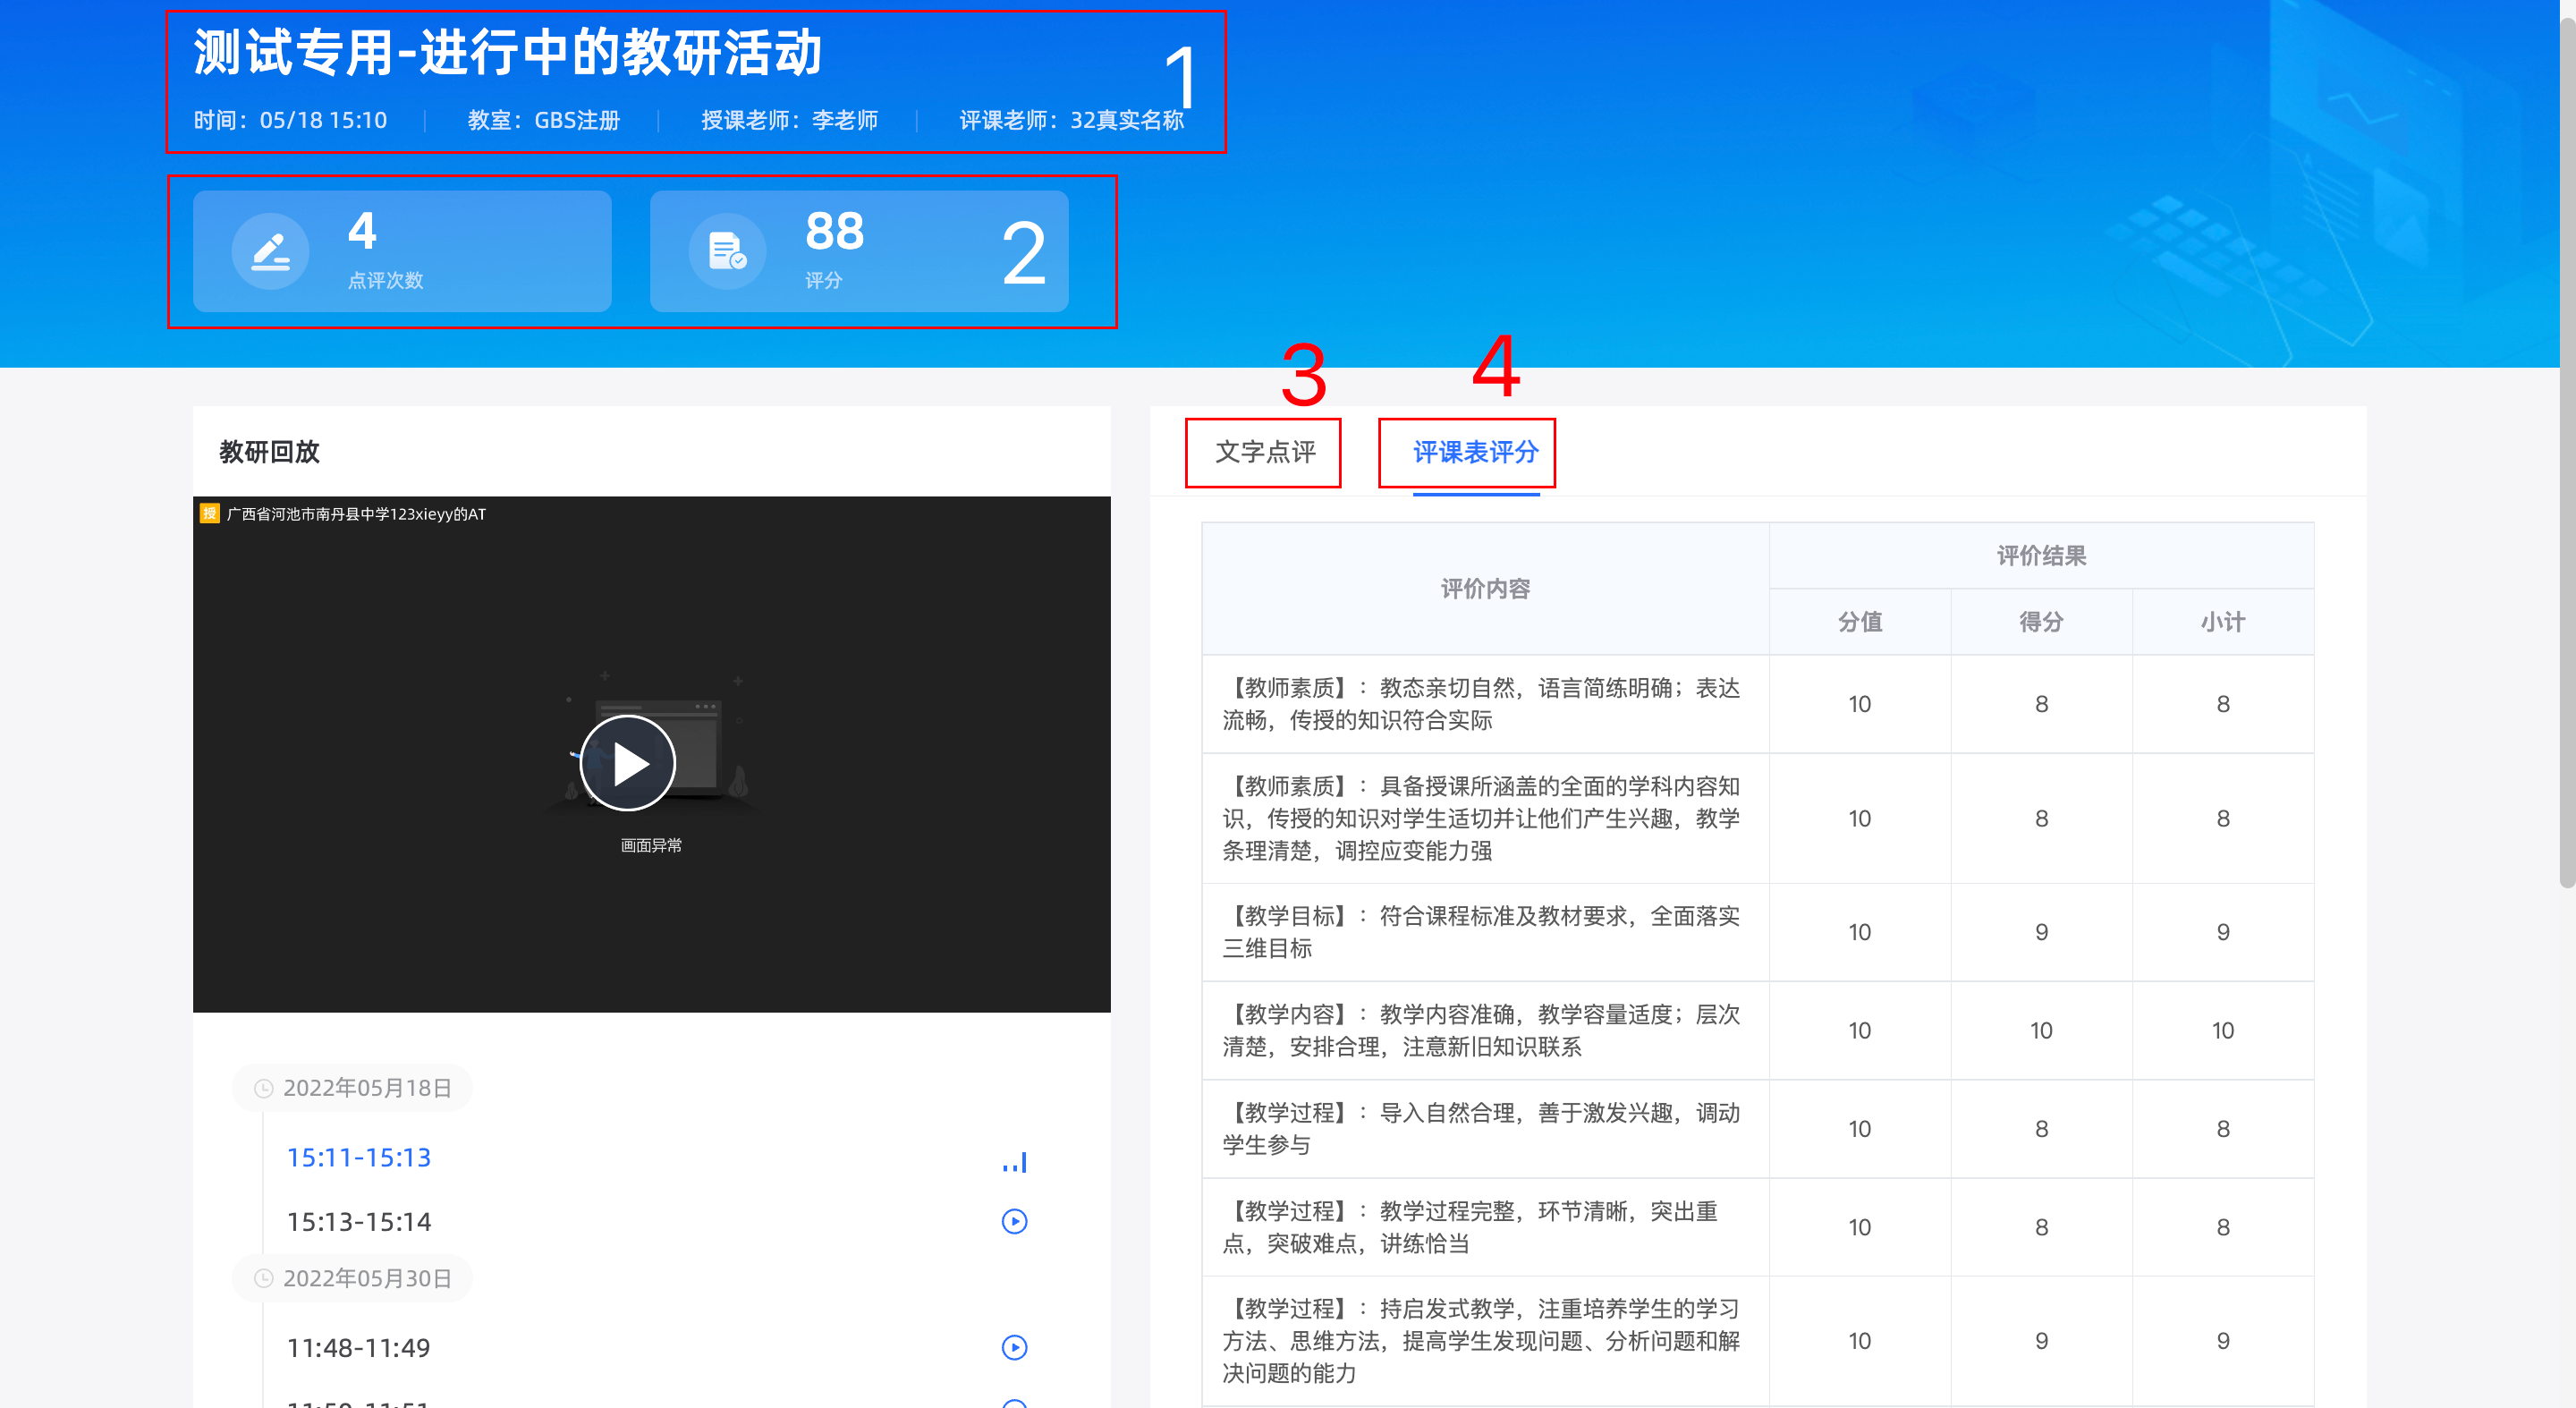 测试专用-进行中的教研活动
1
时间：05/18 15:10 教室：GBS注册 授课老师：李老师 评课老师：32真实名称
4
点评次数
88
评分
2
3
4
教研回放
授 广西省河池市南丹县中学123xieyy的AT
画面异常
2022年05月18日
15:11-15:13
15:13-15:14
2022年05月30日
11:48-11:49
文字点评 评课表评分
评价内容 评价结果
分值 得分 小计
【教师素质】：教态亲切自然，语言简练明确；表达
流畅，传授的知识符合实际
10 8 8
【教师素质】：具备授课所涵盖的全面的学科内容知
识，传授的知识对学生适切并让他们产生兴趣，教学
条理清楚，调控应变能力强
10 8 8
【教学目标】：符合课程标准及教材要求，全面落实
三维目标
10 9 9
【教学内容】：教学内容准确，教学容量适度；层次
清楚，安排合理，注意新旧知识联系
10 10 10
【教学过程】：导入自然合理，善于激发兴趣，调动
学生参与
10 8 8
【教学过程】：教学过程完整，环节清晰，突出重
点，突破难点，讲练恰当
10 8 8
【教学过程】：持启发式教学，注重培养学生的学习
方法、思维方法，提高学生发现问题、分析问题和解
决问题的能力
10 9 9